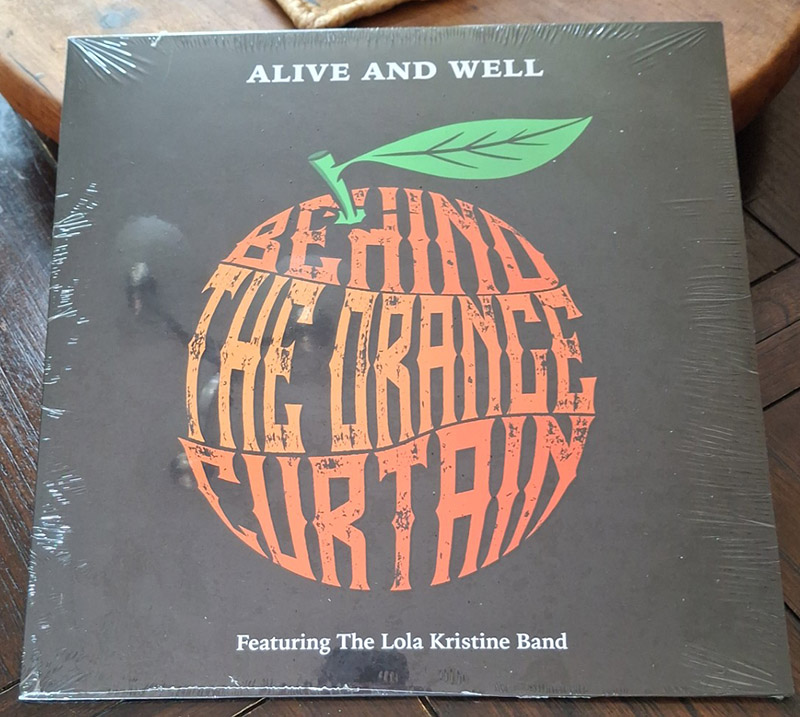 ALIVE AND WELL
BEHIND
THE ORANGE
CURTAIN
Featuring The Lola Kristine Band